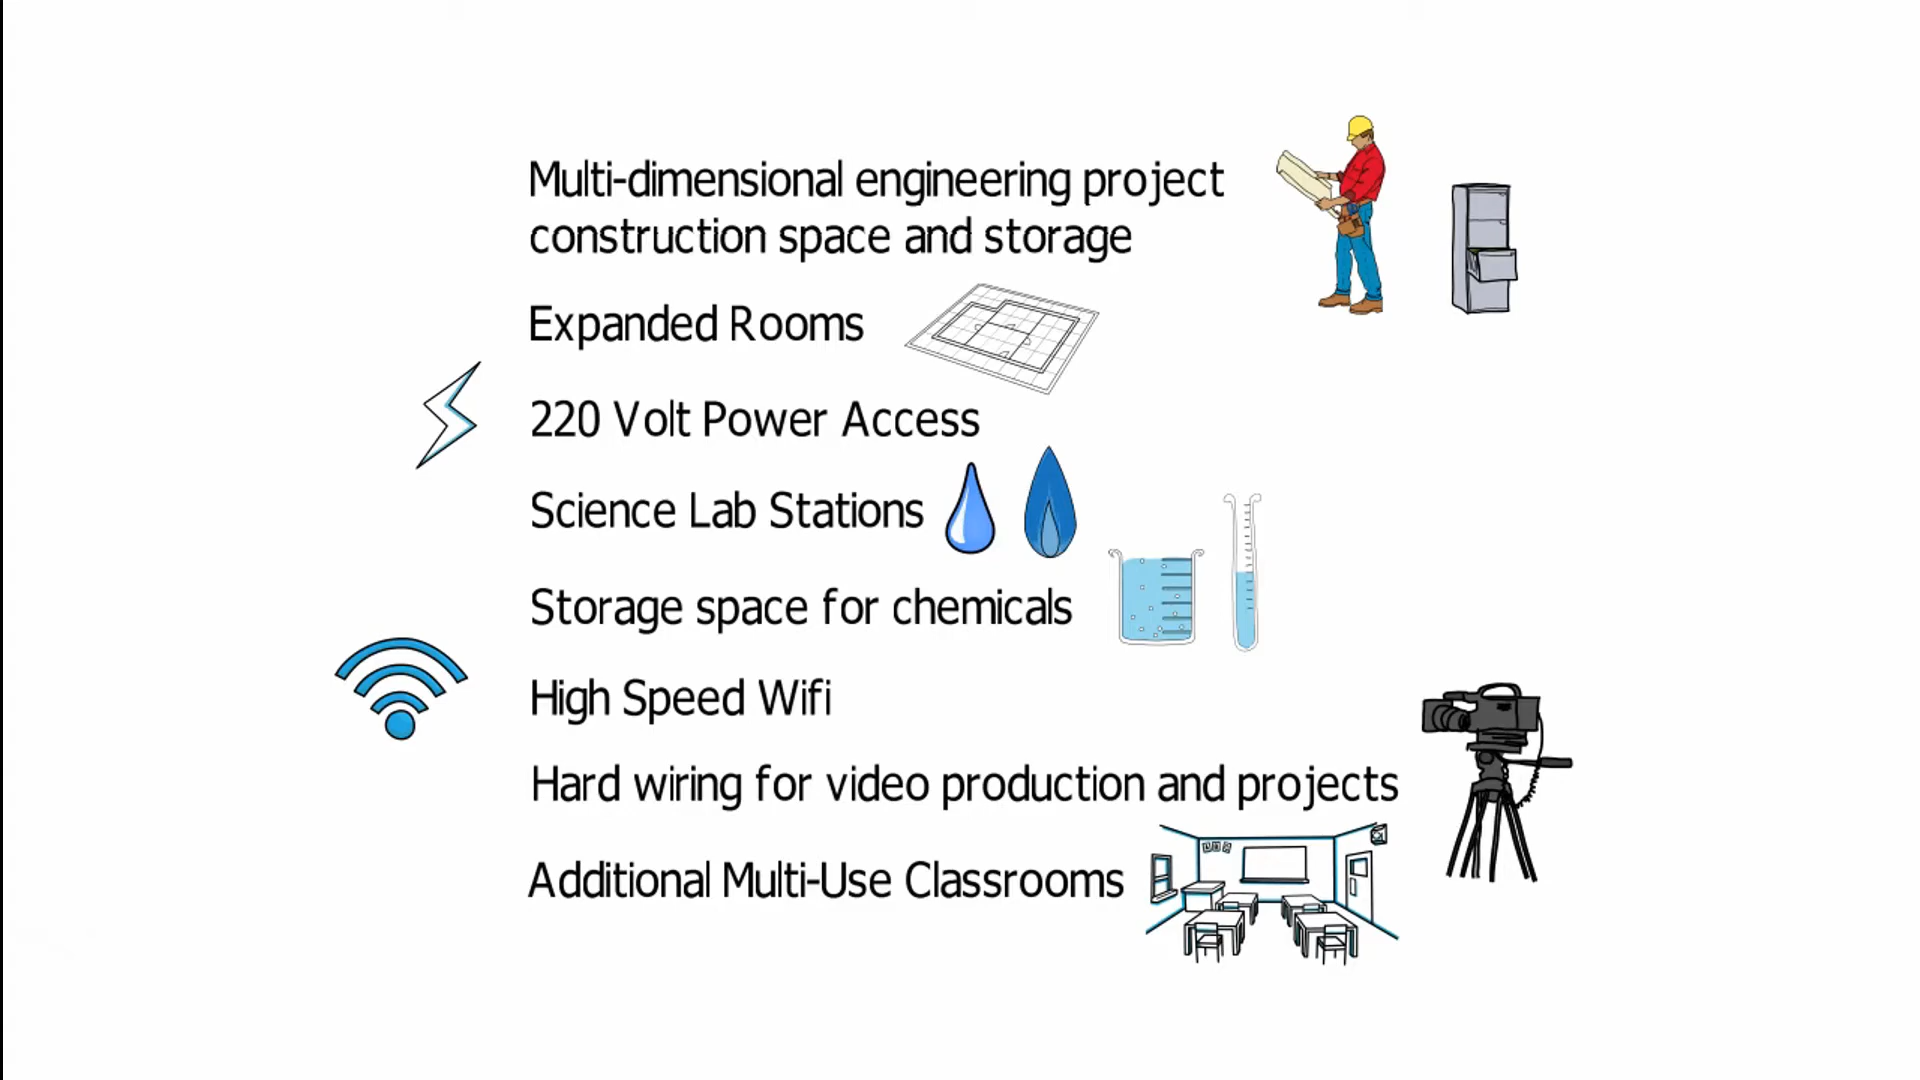 Multi-dimensional engineering project
construction space and storage
Expanded Rooms
220 Volt Power Access
Science Lab Stations
Storage space for chemicals
High Speed Wifi
Hard wiring for video production and projects
Additional Multi-Use Classrooms